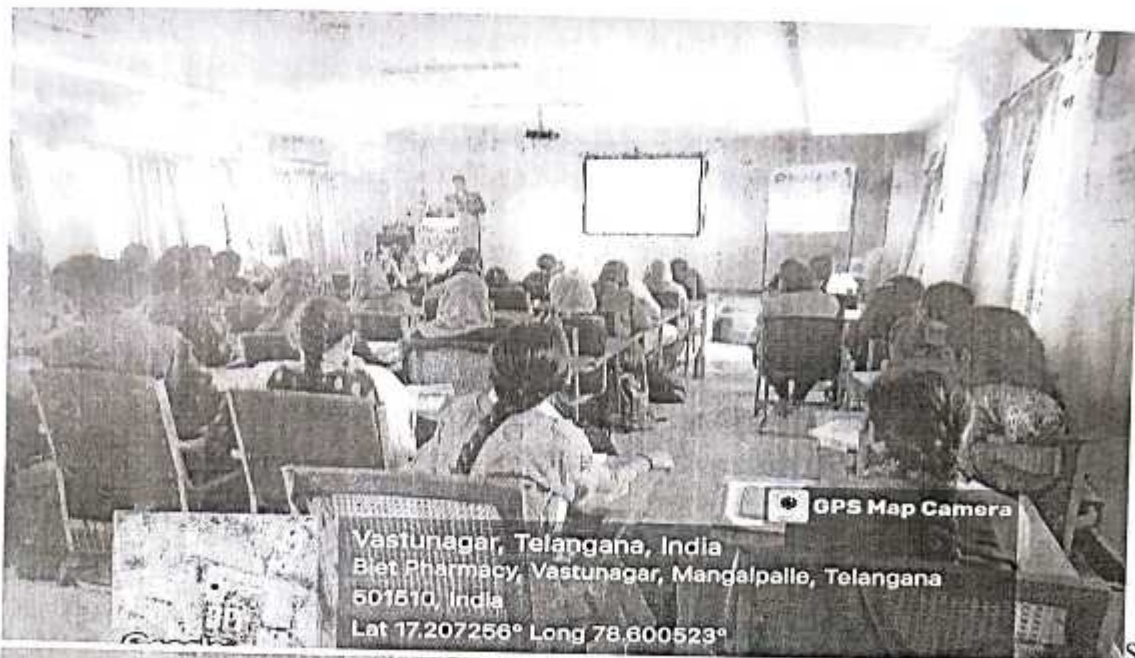 GPS Map Camera
Vastunagar, Telangana, India
Biet Pharmacy, Vastunagar, Mangalpalle, Telangana
501510, India
Lat 17.207256° Long 78.600523°